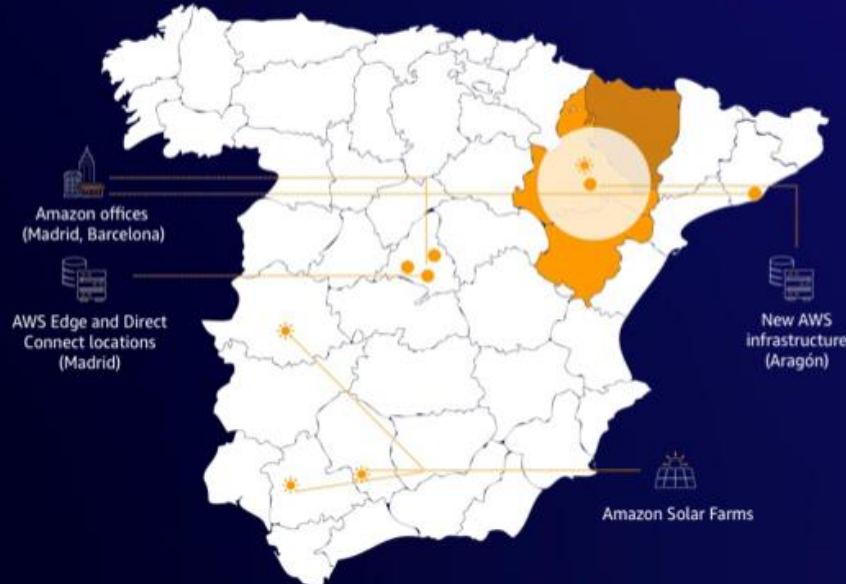 Amazon offices
(Madrid, Barcelona)
AWS Edge and Direct
Connect locations
(Madrid)
New AWS
infrastructure
(Aragón)
Amazon Solar Farms